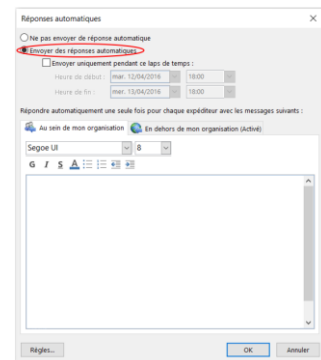 Réponses automatiques
Ne pas envoyer de réponse automatique
Envoyer des réponses automatiques
Envoyer uniquement pendant ce laps de temps :
Heure de début : mar. 12/04/2016 18:00
Heure de fin : mer. 13/04/2016 18:00
Répondre automatiquement une seule fois pour chaque expéditeur avec les messages suivants :
Au sein de mon organisation En dehors de mon organisation (Activé)
Segoe UI 8
G I S A
Règles... OK Annuler